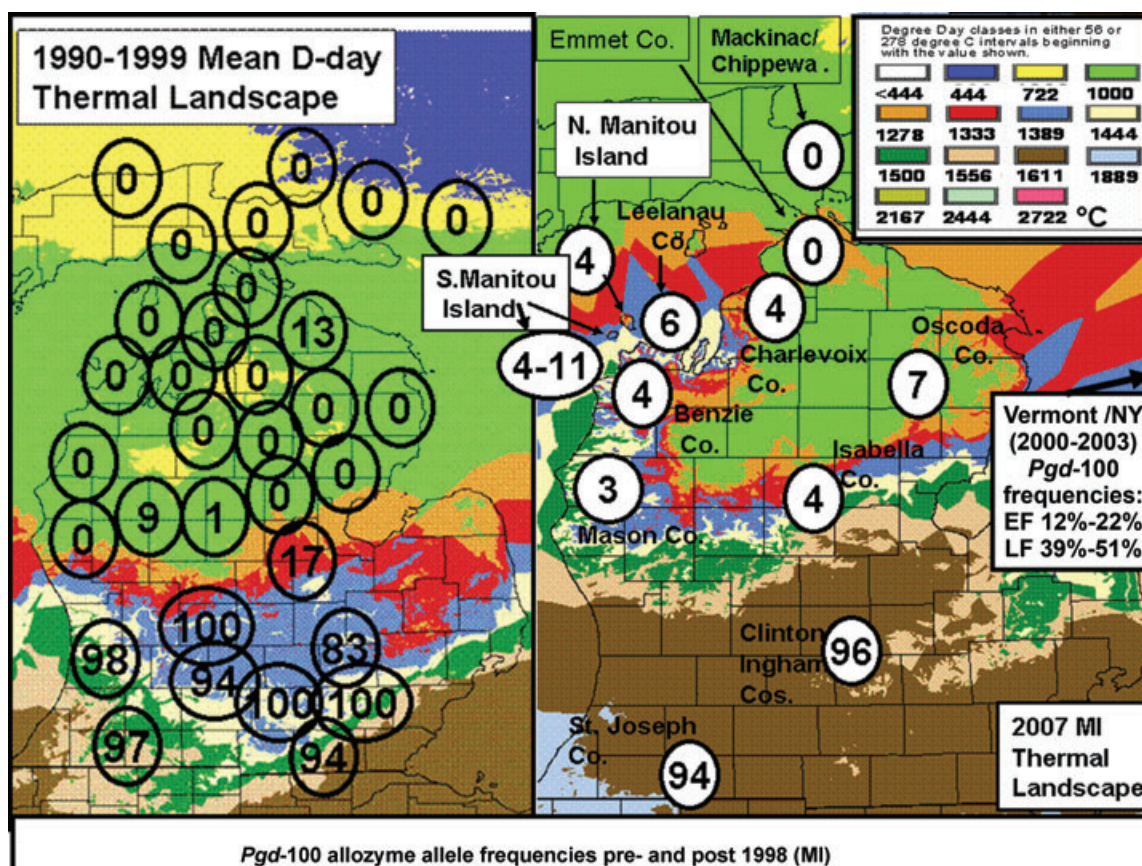 1990-1999 Mean D-day
Thermal Landscape
0
0
0
0
0
0
0
0
0
13
0
0
0
0
0
0
0
0
0
0
0
9
1
17
100
83
98
94
100
100
97
94
Emmet Co.
Mackinac/
Chippewa .
Degree Day classes in either 56 or
278 degree C intervals beginning
with the value shown.
<444 444 722 1000
1278 1333 1389 1444
1500 1556 1611 1889
2167 2444 2722 °C
N. Manitou
Island
0
Leelanau
Co.
4
0
S.Manitou
Island
6
4
Oscoda
Co.
4-11
Charlevoix
Co.
7
4
Benzie
Co.
Vermont /NY
(2000-2003)
Pgd-100
frequencies:
EF 12%-22%
LF 39%-51%
Isabella
Co.
3
4
Mason Co.
Clinton
Ingham
Cos.
96
St. Joseph
Co.
94
2007 MI
Thermal
Landscape
Pgd-100 allozyme allele frequencies pre- and post 1998 (MI)